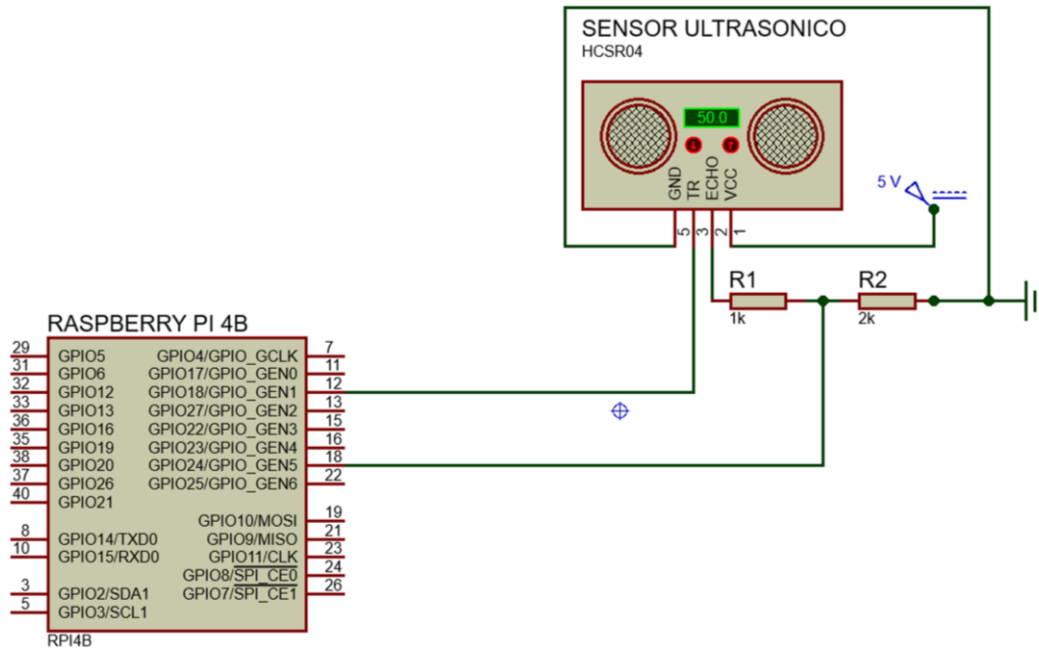 SENSOR ULTRASONICO
HCSR04
50.0
GND
TR
ECHO
VCC
5
3
2
1
5 V
R1
1k
R2
2k
RASPBERRY PI 4B
29 GPIO5 GPIO4/GPIO_GCLK 7
31 GPIO6 GPIO17/GPIO_GEN0 11
32 GPIO12 GPIO18/GPIO_GEN1 12
33 GPIO13 GPIO27/GPIO_GEN2 13
36 GPIO16 GPIO22/GPIO_GEN3 15
35 GPIO19 GPIO23/GPIO_GEN4 16
38 GPIO20 GPIO24/GPIO_GEN5 18
37 GPIO26 GPIO25/GPIO_GEN6 22
40 GPIO21
GPIO10/MOSI 19
8 GPIO14/TXD0 GPIO9/MISO 21
10 GPIO15/RXD0 GPIO11/CLK 23
GPIO8/SPI_CE0 24
3 GPIO2/SDA1 GPIO7/SPI_CE1 26
5 GPIO3/SCL1
RPI4B